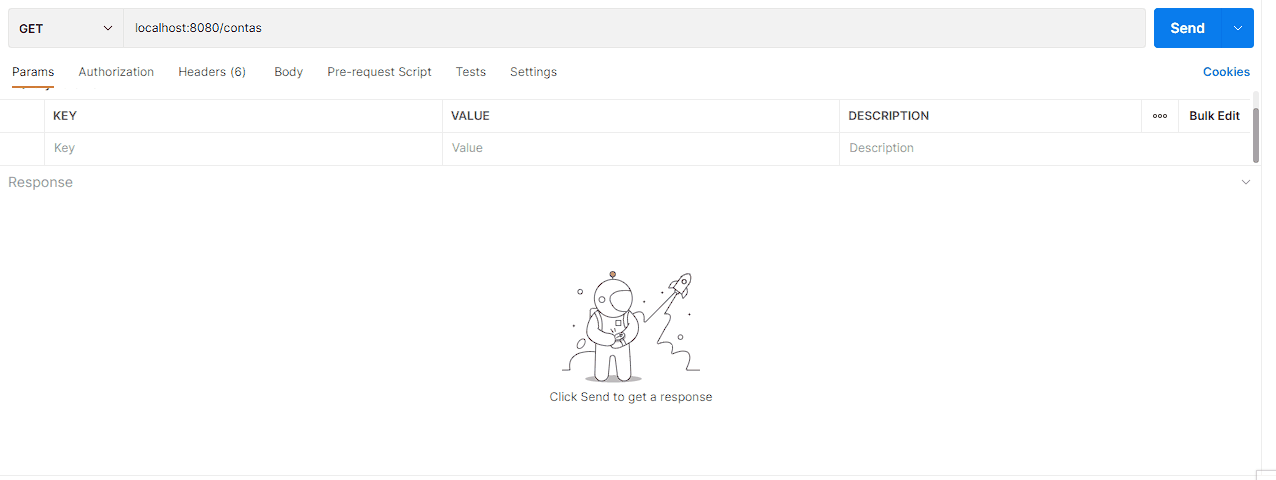 GET localhost:8080/contas Send
Params Authorization Headers (6) Body Pre-request Script Tests Settings Cookies
KEY VALUE DESCRIPTION ooo Bulk Edit
Key Value Description
Response
Click Send to get a response